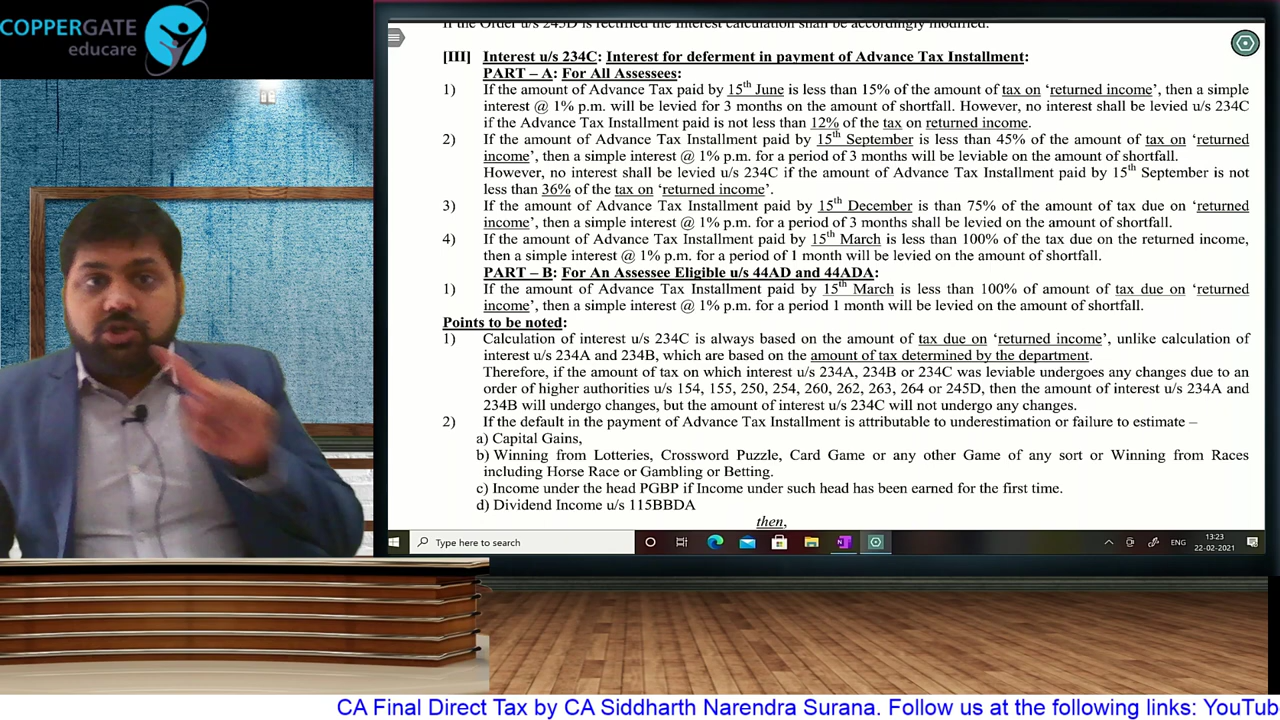 COPPERGATE
educare
If the Order u/s 245D is rectified the interest calculation shall be accordingly modified.
[III] Interest u/s 234C: Interest for deferment in payment of Advance Tax Installment:
PART – A: For All Assessees:
1) If the amount of Advance Tax paid by 15th June is less than 15% of the amount of tax on ‘returned income’, then a simple
interest @ 1% p.m. will be levied for 3 months on the amount of shortfall. However, no interest shall be levied u/s 234C
if the Advance Tax Installment paid is not less than 12% of the tax on returned income.
2) If the amount of Advance Tax Installment paid by 15th September is less than 45% of the amount of tax on ‘returned
income’, then a simple interest @ 1% p.m. for a period of 3 months will be leviable on the amount of shortfall.
However, no interest shall be levied u/s 234C if the amount of Advance Tax Installment paid by 15th September is not
less than 36% of the tax on ‘returned income’.
3) If the amount of Advance Tax Installment paid by 15th December is than 75% of the amount of tax due on ‘returned
income’, then a simple interest @ 1% p.m. for a period of 3 months shall be levied on the amount of shortfall.
4) If the amount of Advance Tax Installment paid by 15th March is less than 100% of the tax due on the returned income,
then a simple interest @ 1% p.m. for a period of 1 month will be levied on the amount of shortfall.
PART – B: For An Assessee Eligible u/s 44AD and 44ADA:
1) If the amount of Advance Tax Installment paid by 15th March is less than 100% of amount of tax due on ‘returned
income’, then a simple interest @ 1% p.m. for a period 1 month will be levied on the amount of shortfall.
Points to be noted:
1) Calculation of interest u/s 234C is always based on the amount of tax due on ‘returned income’, unlike calculation of
interest u/s 234A and 234B, which are based on the amount of tax determined by the department.
Therefore, if the amount of tax on which interest u/s 234A, 234B or 234C was leviable undergoes any changes due to an
order of higher authorities u/s 154, 155, 250, 254, 260, 262, 263, 264 or 245D, then the amount of interest u/s 234A and
234B will undergo changes, but the amount of interest u/s 234C will not undergo any changes.
2) If the default in the payment of Advance Tax Installment is attributable to underestimation or failure to estimate –
a) Capital Gains,
b) Winning from Lotteries, Crossword Puzzle, Card Game or any other Game of any sort or Winning from Races
including Horse Race or Gambling or Betting.
c) Income under the head PGBP if Income under such head has been earned for the first time.
d) Dividend Income u/s 115BBDA
then,
Type here to search
ENG
13:23
22-02-2021
CA Final Direct Tax by CA Siddharth Narendra Surana. Follow us at the following links: YouTub